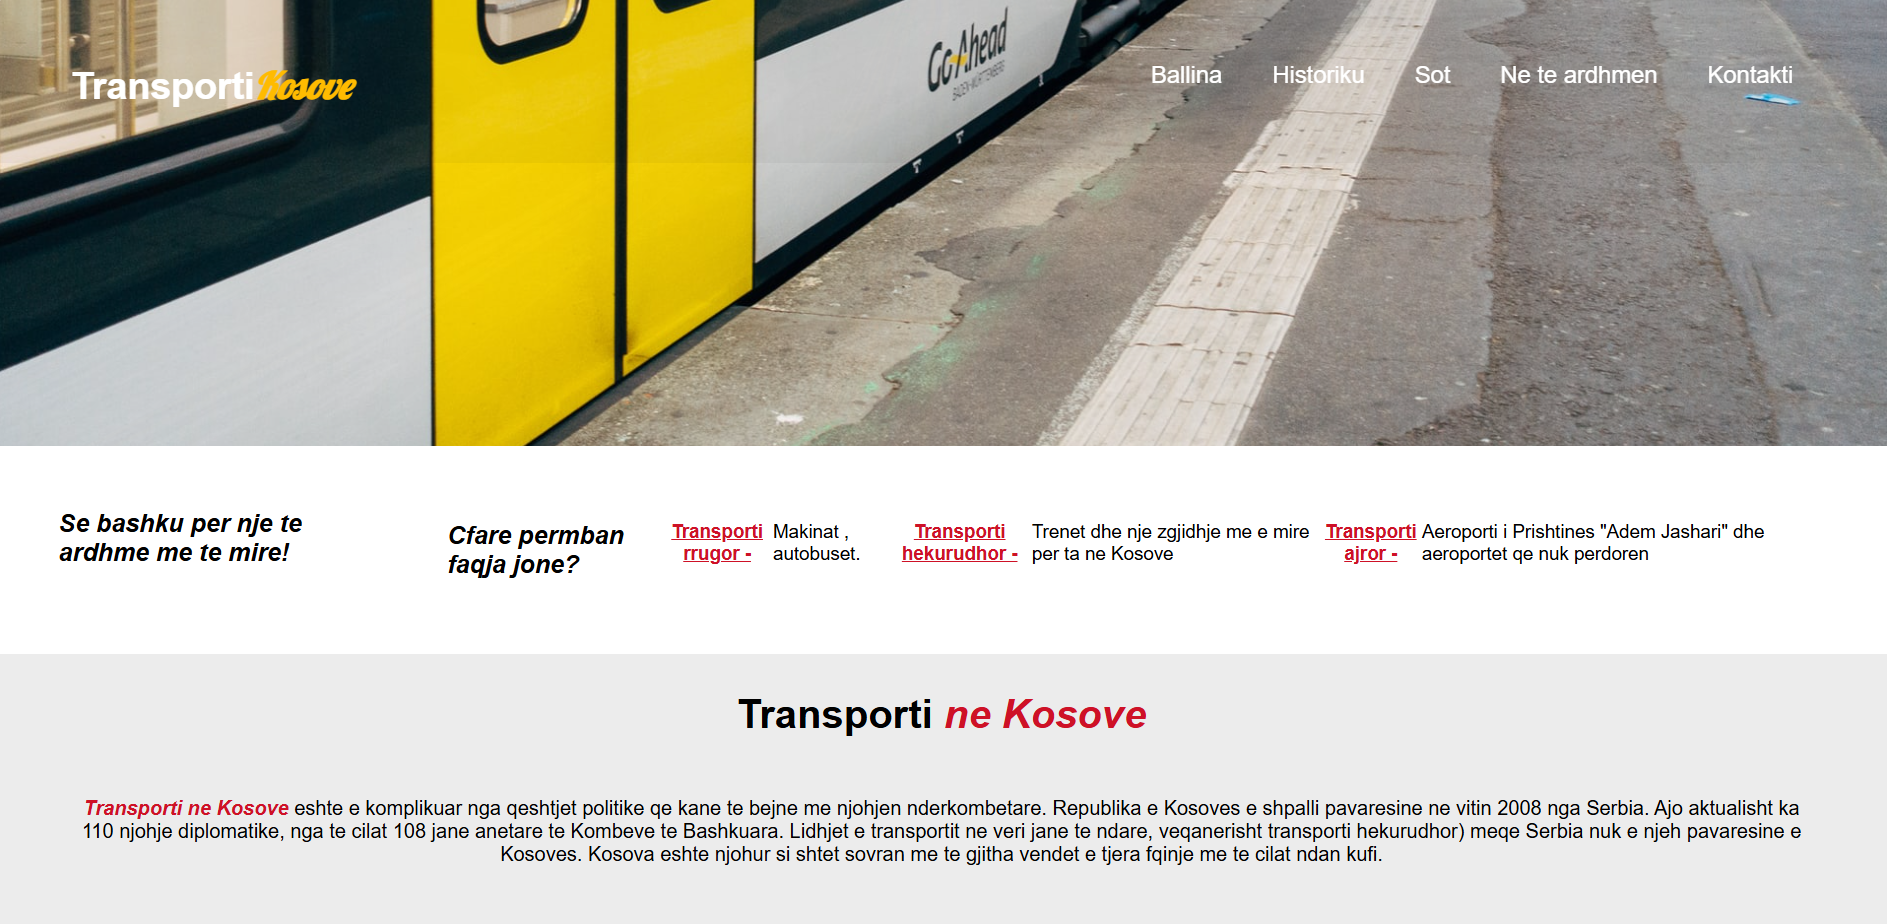 Transporti Kosove
Ballina Historiku Sot Ne te ardhmen Kontakti
Go-Ahead
BADEN-WÜRTTEMBERG
Se bashku per nje te
ardhme me te mire!
Cfare permban
faqja jone?
Transporti
rrugor -
Makinat ,
autobuset.
Transporti
hekurudhor -
Trenet dhe nje zgjidhje me e mire
per ta ne Kosove
Transporti
ajror -
Aeroporti i Prishtines "Adem Jashari" dhe
aeroportet qe nuk perdoren
Transporti ne Kosove
Transporti ne Kosove eshte e komplikuar nga qeshtjet politike qe kane te bejne me njohjen nderkombetare. Republika e Kosoves e shpalli pavaresine ne vitin 2008 nga Serbia. Ajo aktualisht ka
110 njohje diplomatike, nga te cilat 108 jane anetare te Kombeve te Bashkuara. Lidhjet e transportit ne veri jane te ndare, veqanerisht transporti hekurudhor) meqe Serbia nuk e njeh pavaresine e
Kosoves. Kosova eshte njohur si shtet sovran me te gjitha vendet e tjera fqinje me te cilat ndan kufi.